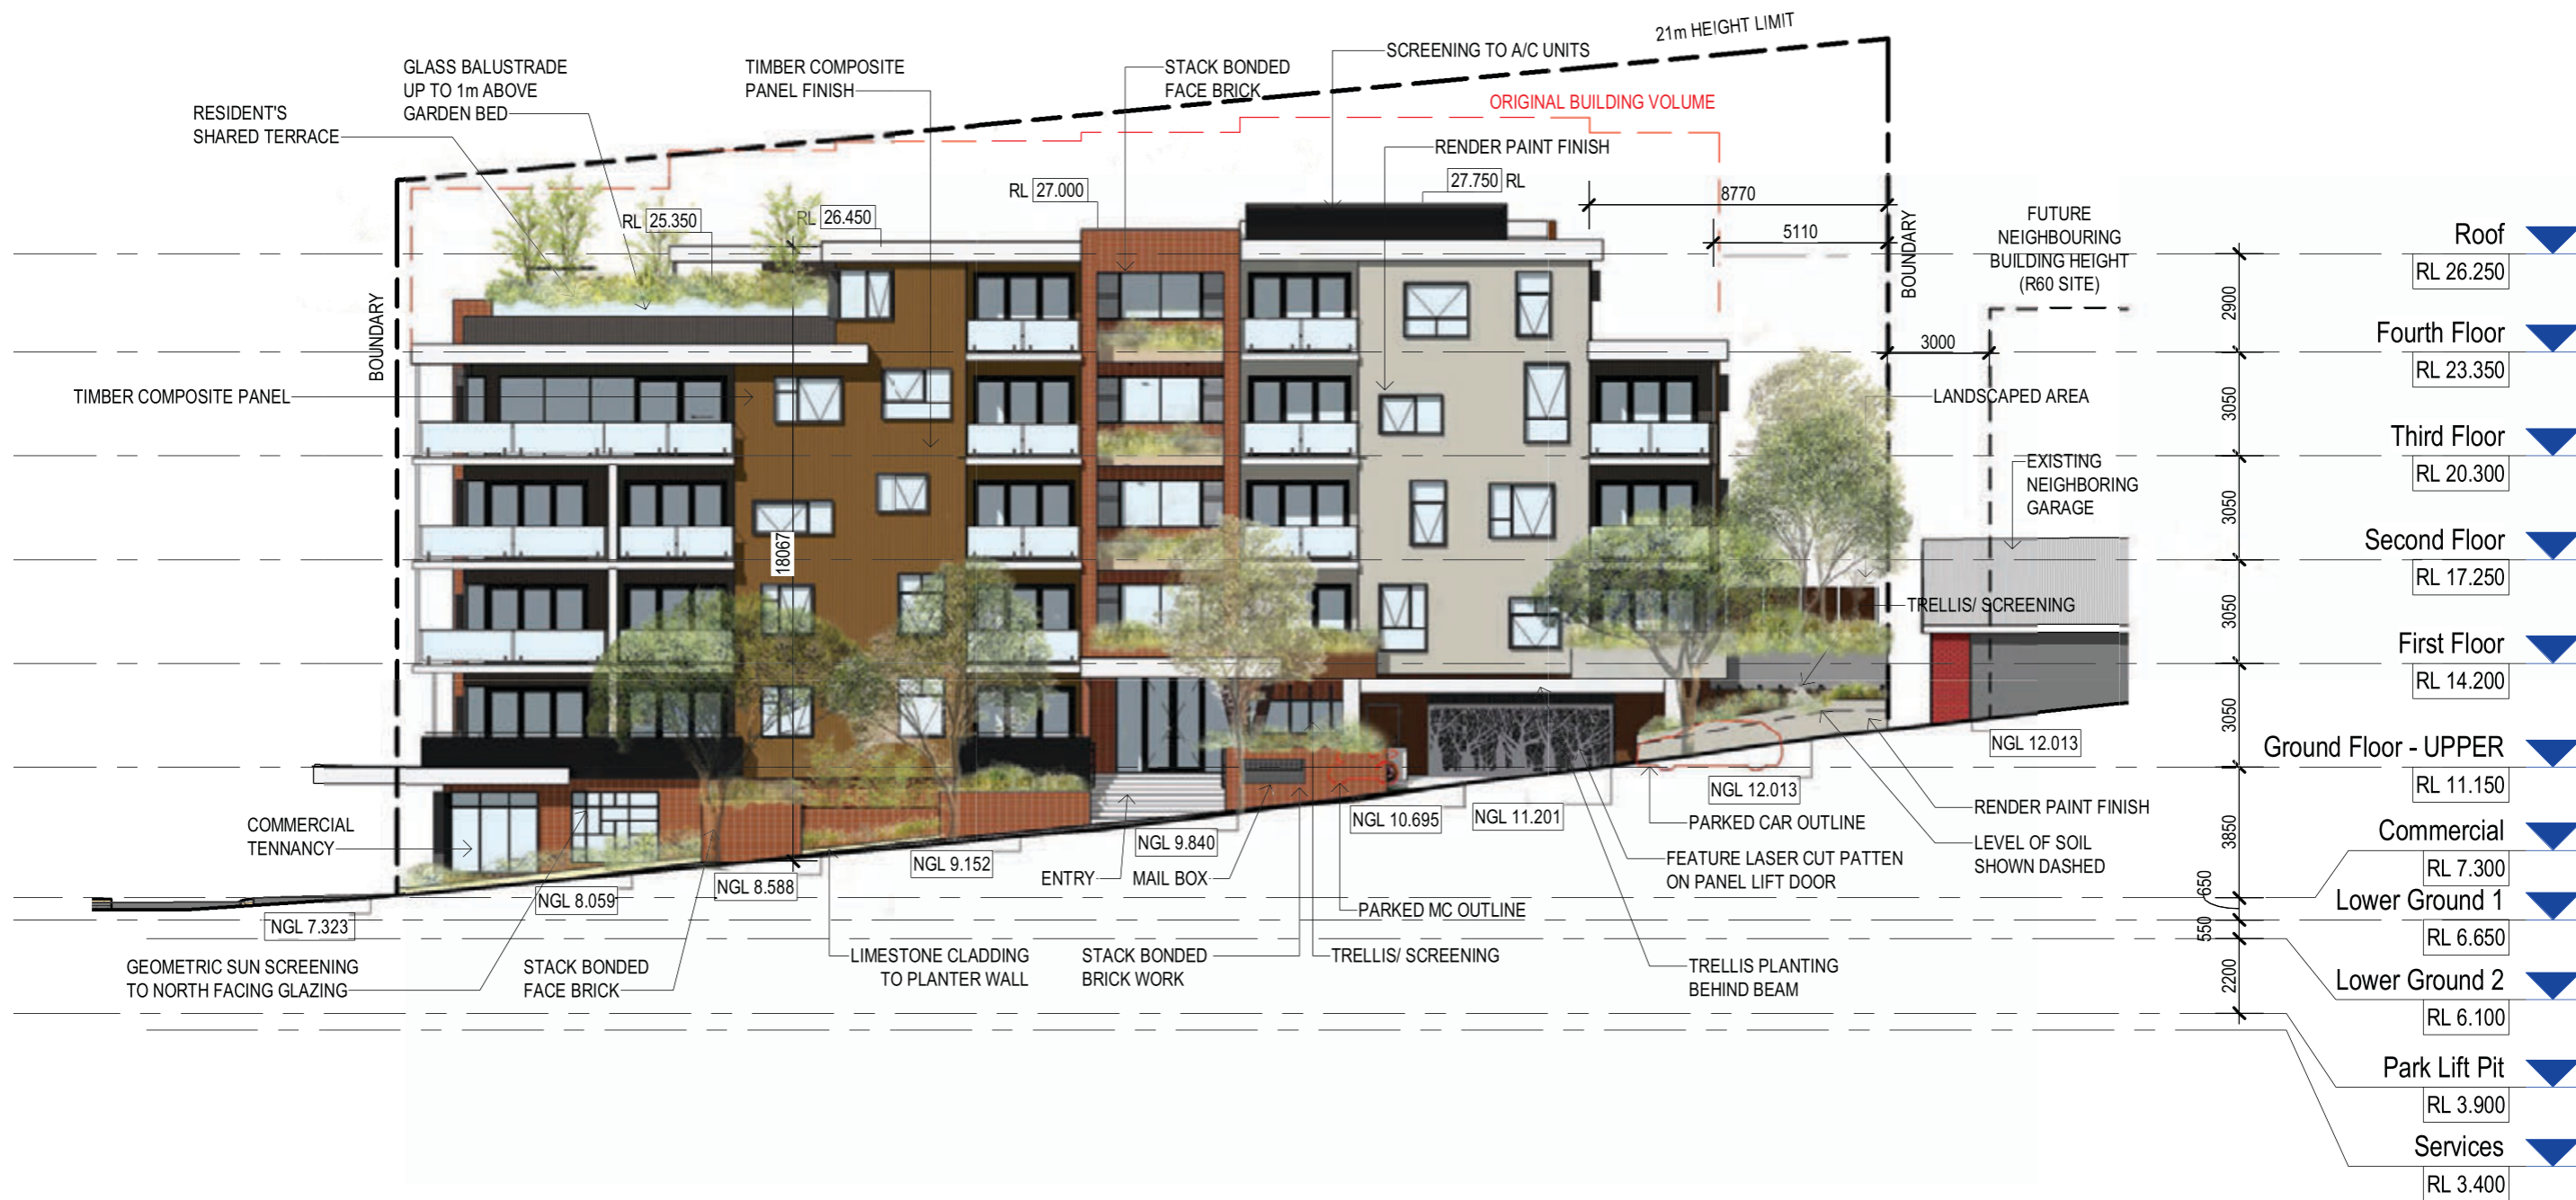 21m HEIGHT LIMIT
SCREENING TO A/C UNITS
GLASS BALUSTRADE
UP TO 1m ABOVE
GARDEN BED
TIMBER COMPOSITE
PANEL FINISH
STACK BONDED
FACE BRICK
RESIDENT'S
SHARED TERRACE
ORIGINAL BUILDING VOLUME
RENDER PAINT FINISH
RL 27.000
27.750 RL
8770
RL 25.350
RL 26.450
5110
BOUNDARY
FUTURE
NEIGHBOURING
BUILDING HEIGHT
(R60 SITE)
Roof
RL 26.250
2900
BOUNDARY
3000
Fourth Floor
RL 23.350
TIMBER COMPOSITE PANEL
LANDSCAPED AREA
3050
Third Floor
RL 20.300
EXISTING
NEIGHBORING
GARAGE
3050
18067
Second Floor
RL 17.250
TRELLIS/ SCREENING
3050
First Floor
RL 14.200
3050
NGL 12.013
Ground Floor - UPPER
RL 11.150
NGL 12.013
RENDER PAINT FINISH
COMMERCIAL
TENNANCY
NGL 10.695
NGL 11.201
PARKED CAR OUTLINE
NGL 9.840
LEVEL OF SOIL
SHOWN DASHED
3850
Commercial
RL 7.300
NGL 9.152
FEATURE LASER CUT PATTEN
ON PANEL LIFT DOOR
ENTRY
MAIL BOX
NGL 8.588
NGL 8.059
650
Lower Ground 1
RL 6.650
PARKED MC OUTLINE
NGL 7.323
550
GEOMETRIC SUN SCREENING
TO NORTH FACING GLAZING
STACK BONDED
FACE BRICK
LIMESTONE CLADDING
TO PLANTER WALL
STACK BONDED
BRICK WORK
TRELLIS/ SCREENING
TRELLIS PLANTING
BEHIND BEAM
2200
Lower Ground 2
RL 6.100
Park Lift Pit
RL 3.900
Services
RL 3.400